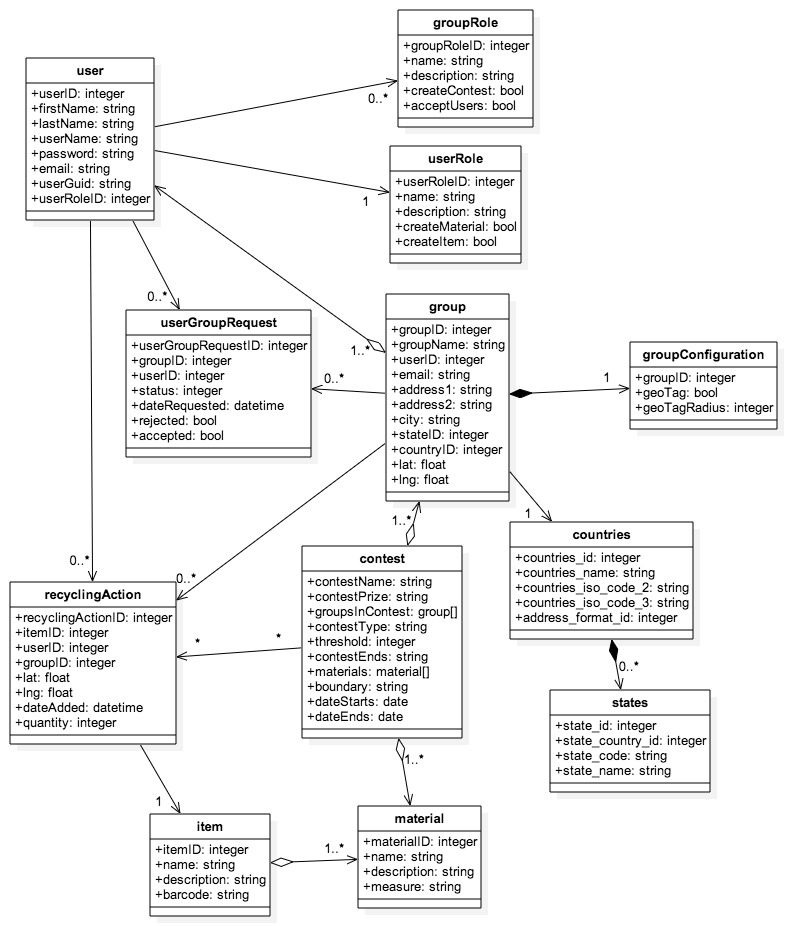 groupRole
+groupRoleID: integer
+name: string
+description: string
+createContest: bool
+acceptUsers: bool
user
+userID: integer
+firstName: string
+lastName: string
+userName: string
+password: string
+email: string
+userGuid: string
+userRoleID: integer
0..*
userRole
+userRoleID: integer
+name: string
+description: string
+createMaterial: bool
+createItem: bool
1
0..*
userGroupRequest
+userGroupRequestID: integer
+groupID: integer
+userID: integer
+status: integer
+dateRequested: datetime
+rejected: bool
+accepted: bool
1..*
0..*
group
+groupID: integer
+groupName: string
+userID: integer
+email: string
+address1: string
+address2: string
+city: string
+stateID: integer
+countryID: integer
+lat: float
+lng: float
1
groupConfiguration
+groupID: integer
+geoTag: bool
+geoTagRadius: integer
1
countries
+countries_id: integer
+countries_name: string
+countries_iso_code_2: string
+countries_iso_code_3: string
+address_format_id: integer
0..*
states
+state_id: integer
+state_country_id: integer
+state_code: string
+state_name: string
1..*
contest
+contestName: string
+contestPrize: string
+groupsInContest: group[]
+contestType: string
+threshold: integer
+contestEnds: string
+materials: material[]
+boundary: string
+dateStarts: date
+dateEnds: date
0..*
0..*
*
*
recyclingAction
+recyclingActionID: integer
+itemID: integer
+userID: integer
+groupID: integer
+lat: float
+lng: float
+dateAdded: datetime
+quantity: integer
1
1..*
item
+itemID: integer
+name: string
+description: string
+barcode: string
1..*
material
+materialID: integer
+name: string
+description: string
+measure: string